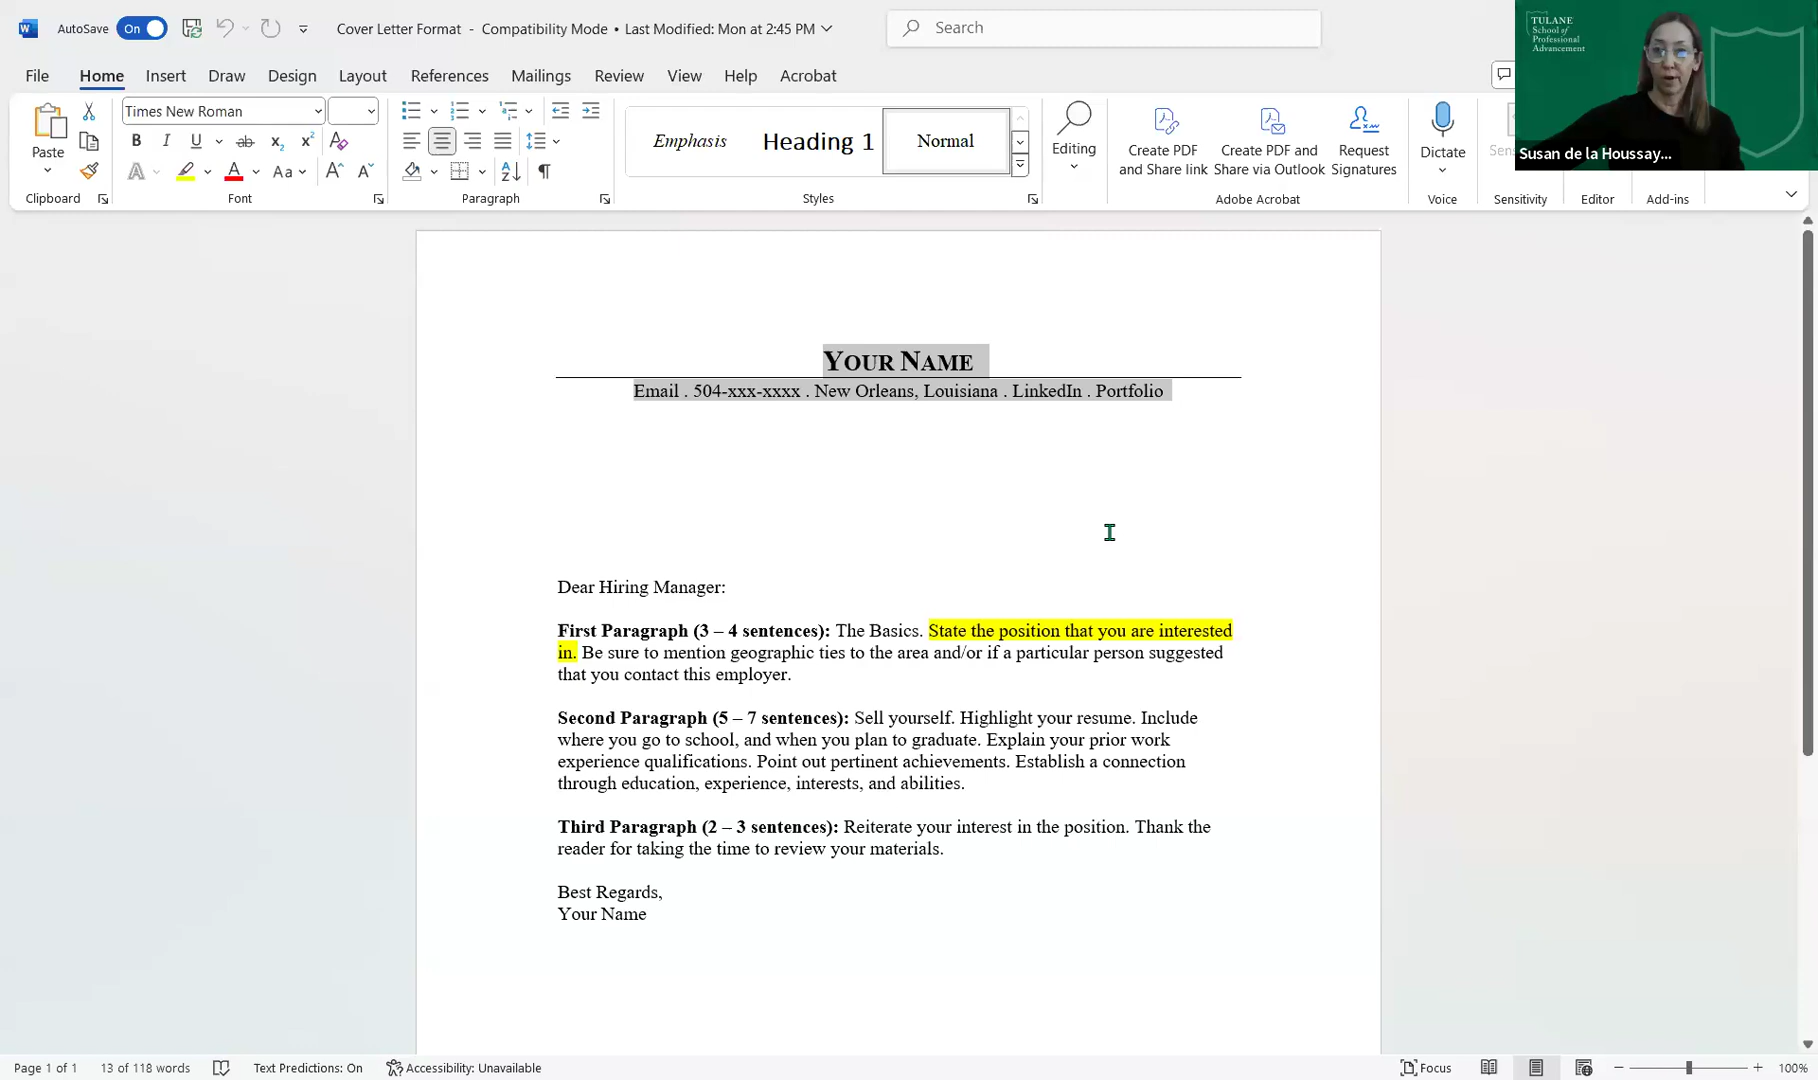 AutoSave On Cover Letter Format - Compatibility Mode • Last Modified: Mon at 2:45 PM Search
TULANE
School of
Professional
Advancement
Susan de la Houssay...
File Home Insert Draw Design Layout References Mailings Review View Help Acrobat
Paste
Clipboard
Times New Roman
B I U ab x₂ x²
A A Aa A A
Font
Paragraph
Emphasis Heading 1 Normal
Styles
Editing
Create PDF
and Share link
Create PDF and
Share via Outlook
Request
Signatures
Adobe Acrobat
Dictate
Voice
Sensitivity
Editor
Add-ins
YOUR NAME
Email . 504-xxx-xxxx . New Orleans, Louisiana . LinkedIn . Portfolio
Dear Hiring Manager:
First Paragraph (3 – 4 sentences): The Basics. State the position that you are interested
in. Be sure to mention geographic ties to the area and/or if a particular person suggested
that you contact this employer.
Second Paragraph (5 – 7 sentences): Sell yourself. Highlight your resume. Include
where you go to school, and when you plan to graduate. Explain your prior work
experience qualifications. Point out pertinent achievements. Establish a connection
through education, experience, interests, and abilities.
Third Paragraph (2 – 3 sentences): Reiterate your interest in the position. Thank the
reader for taking the time to review your materials.
Best Regards,
Your Name
Page 1 of 1 13 of 118 words Text Predictions: On Accessibility: Unavailable Focus 100%